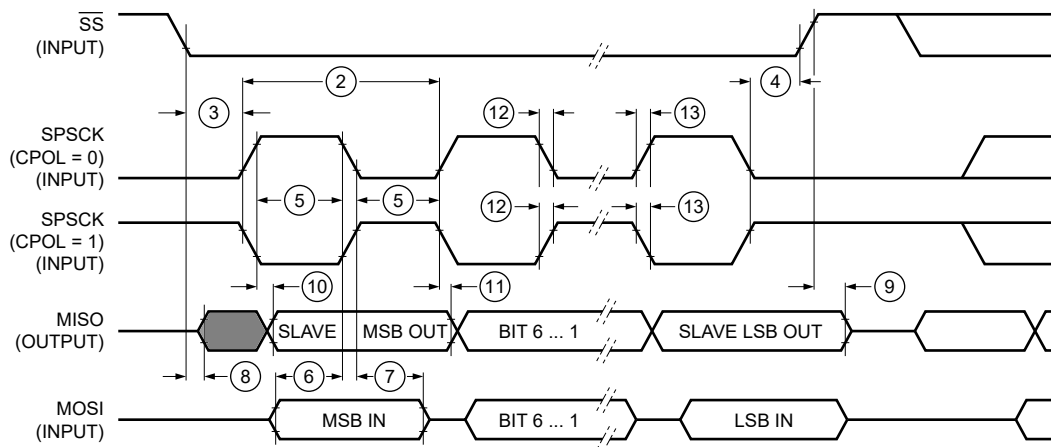 SS
(INPUT)
2
3
4
12
13
SPSCK
(CPOL = 0)
(INPUT)
5
5
12
13
SPSCK
(CPOL = 1)
(INPUT)
10
11
9
MISO
(OUTPUT)
SLAVE
MSB OUT
BIT 6 ... 1
SLAVE LSB OUT
8
6
7
MOSI
(INPUT)
MSB IN
BIT 6 ... 1
LSB IN